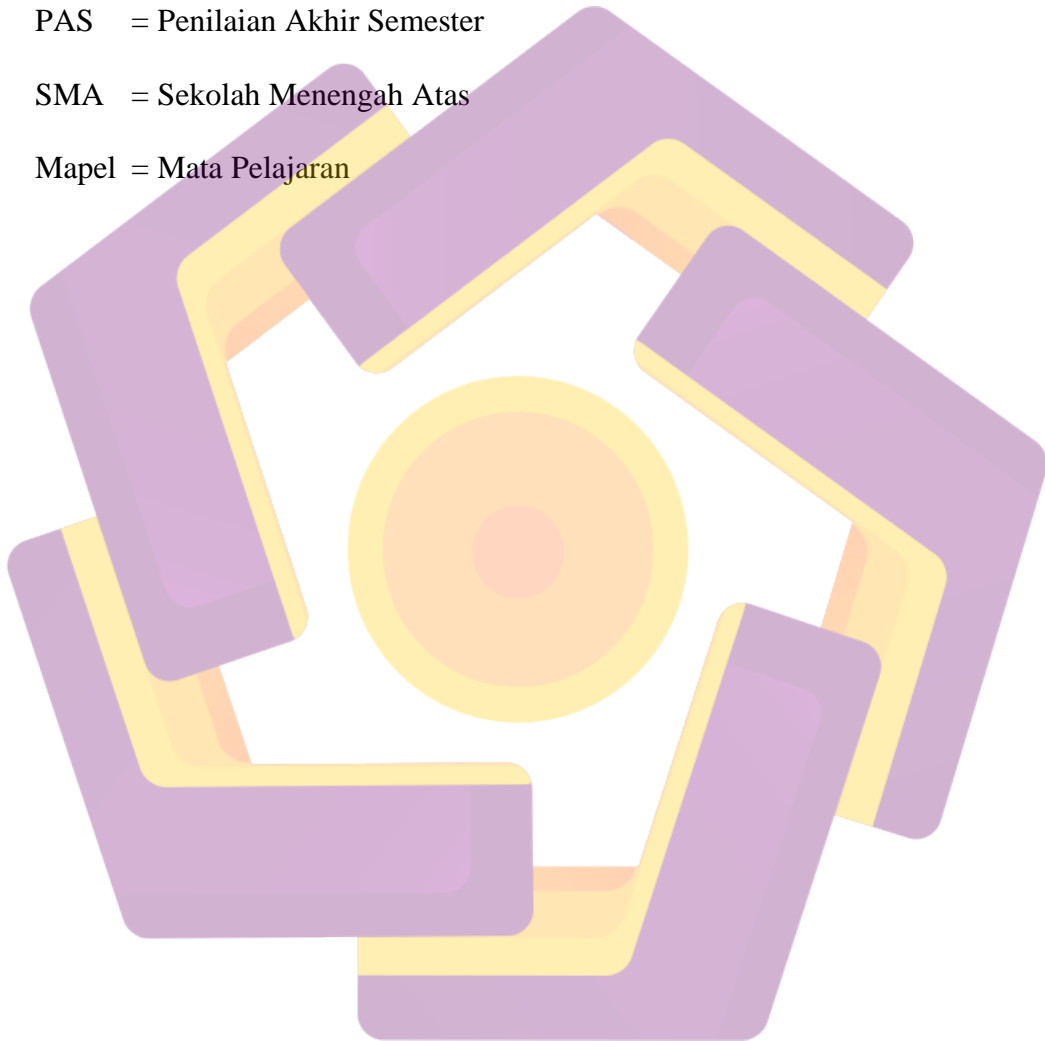 PAS = Penilaian Akhir Semester
SMA = Sekolah Menengah Atas
Mapel = Mata Pelajaran